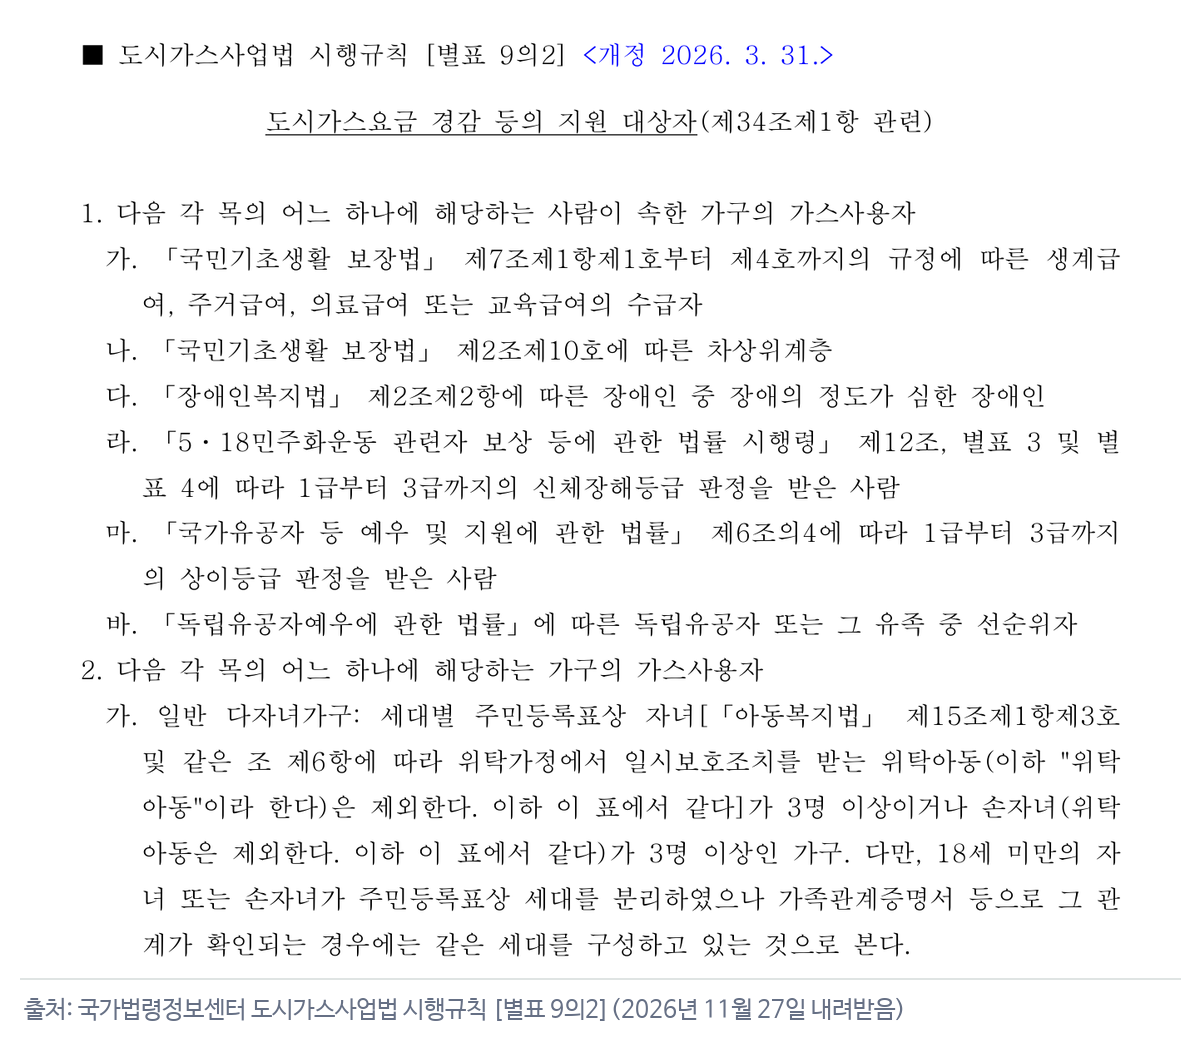 ■ 도시가스사업법 시행규칙 [별표 9의2] <개정 2026. 3. 31.>
도시가스요금 경감 등의 지원 대상자(제34조제1항 관련)
1. 다음 각 목의 어느 하나에 해당하는 사람이 속한 가구의 가스사용자
가. 「국민기초생활 보장법」 제7조제1항제1호부터 제4호까지의 규정에 따른 생계급
여, 주거급여, 의료급여 또는 교육급여의 수급자
나. 「국민기초생활 보장법」 제2조제10호에 따른 차상위계층
다. 「장애인복지법」 제2조제2항에 따른 장애인 중 장애의 정도가 심한 장애인
라. 「5·18민주화운동 관련자 보상 등에 관한 법률 시행령」 제12조, 별표 3 및 별
표 4에 따라 1급부터 3급까지의 신체장해등급 판정을 받은 사람
마. 「국가유공자 등 예우 및 지원에 관한 법률」 제6조의4에 따라 1급부터 3급까지
의 상이등급 판정을 받은 사람
바. 「독립유공자예우에 관한 법률」에 따른 독립유공자 또는 그 유족 중 선순위자
2. 다음 각 목의 어느 하나에 해당하는 가구의 가스사용자
가. 일반 다자녀가구: 세대별 주민등록표상 자녀[「아동복지법」 제15조제1항제3호
및 같은 조 제6항에 따라 위탁가정에서 일시보호조치를 받는 위탁아동(이하 "위탁
아동"이라 한다)은 제외한다. 이하 이 표에서 같다]가 3명 이상이거나 손자녀(위탁
아동은 제외한다. 이하 이 표에서 같다)가 3명 이상인 가구. 다만, 18세 미만의 자
녀 또는 손자녀가 주민등록표상 세대를 분리하였으나 가족관계증명서 등으로 그 관
계가 확인되는 경우에는 같은 세대를 구성하고 있는 것으로 본다.
출처: 국가법령정보센터 도시가스사업법 시행규칙 [별표 9의2] (2026년 11월 27일 내려받음)